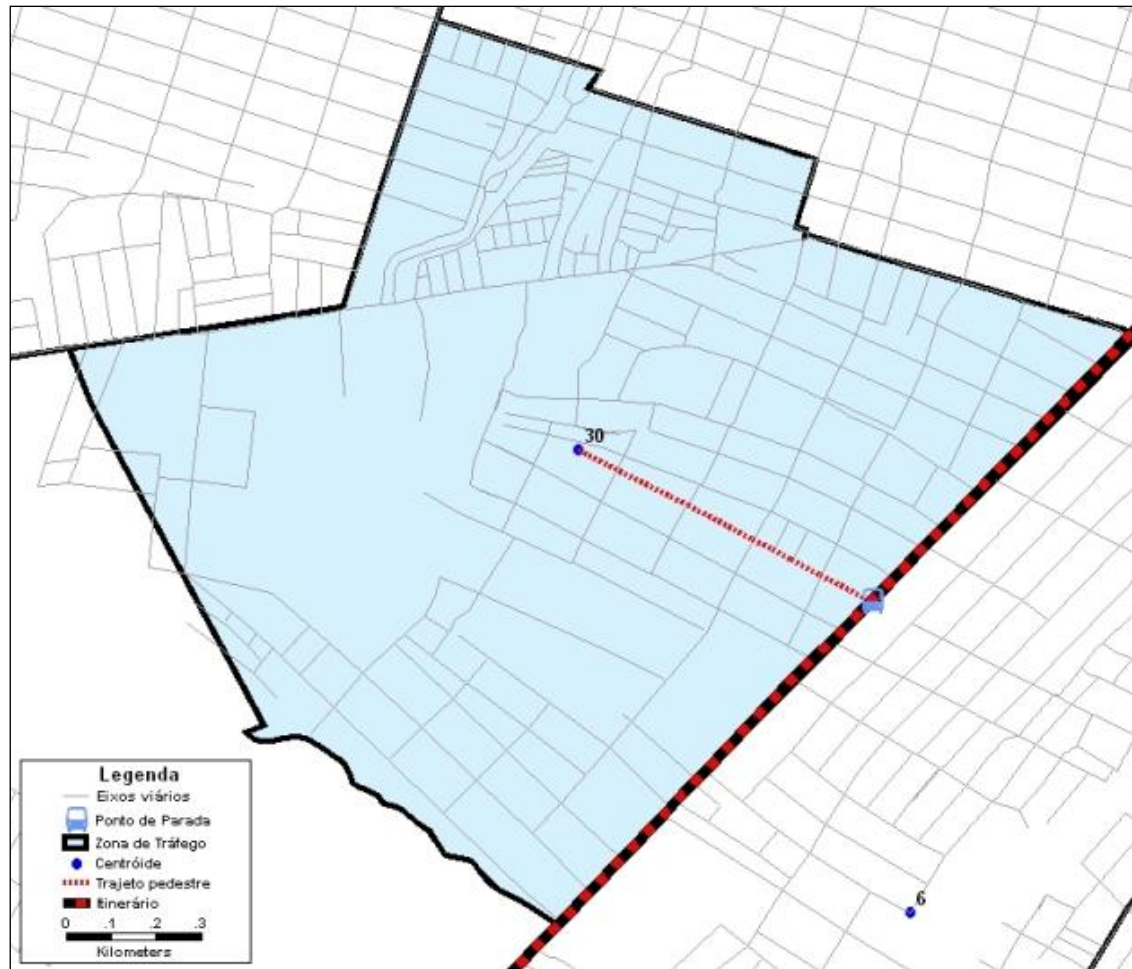 30
6
Legenda
Eixos viários
Ponto de Parada
Zona de Tráfego
Centróide
Trajeto pedestre
Itinerário
0 .1 .2 .3
Kilometers